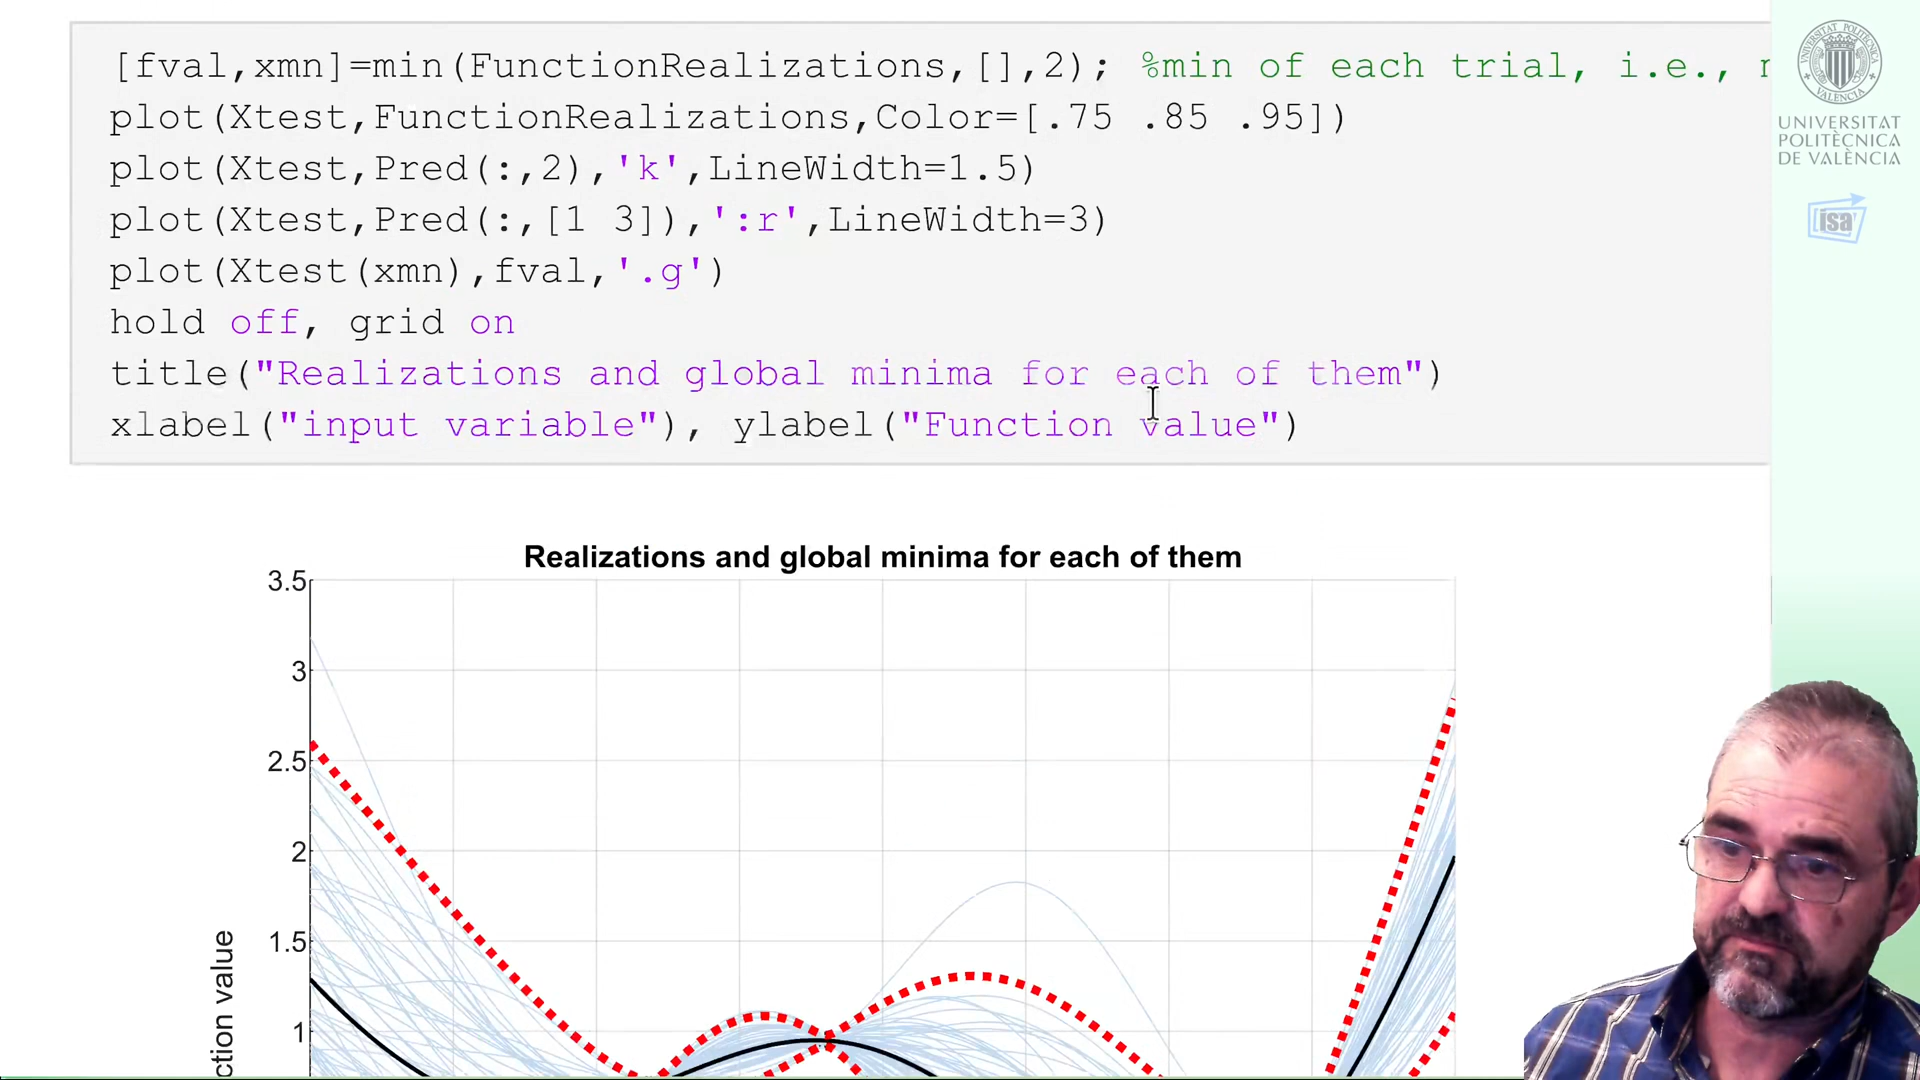 [fval,xmn]=min(FunctionRealizations,[],2); %min of each trial, i.e.,
plot(Xtest,FunctionRealizations,Color=[.75 .85 .95])
plot(Xtest,Pred(:,2),'k',LineWidth=1.5)
plot(Xtest,Pred(:,[1 3]),':r',LineWidth=3)
plot(Xtest(xmn),fval,'.g')
hold off, grid on
title("Realizations and global minima for each of them")
xlabel("input variable"), ylabel("Function value")
UNIVERSITAT
POLITÈCNICA
DE VALÈNCIA
isa
Realizations and global minima for each of them
3.5
3
2.5
2
1.5
1
ction value